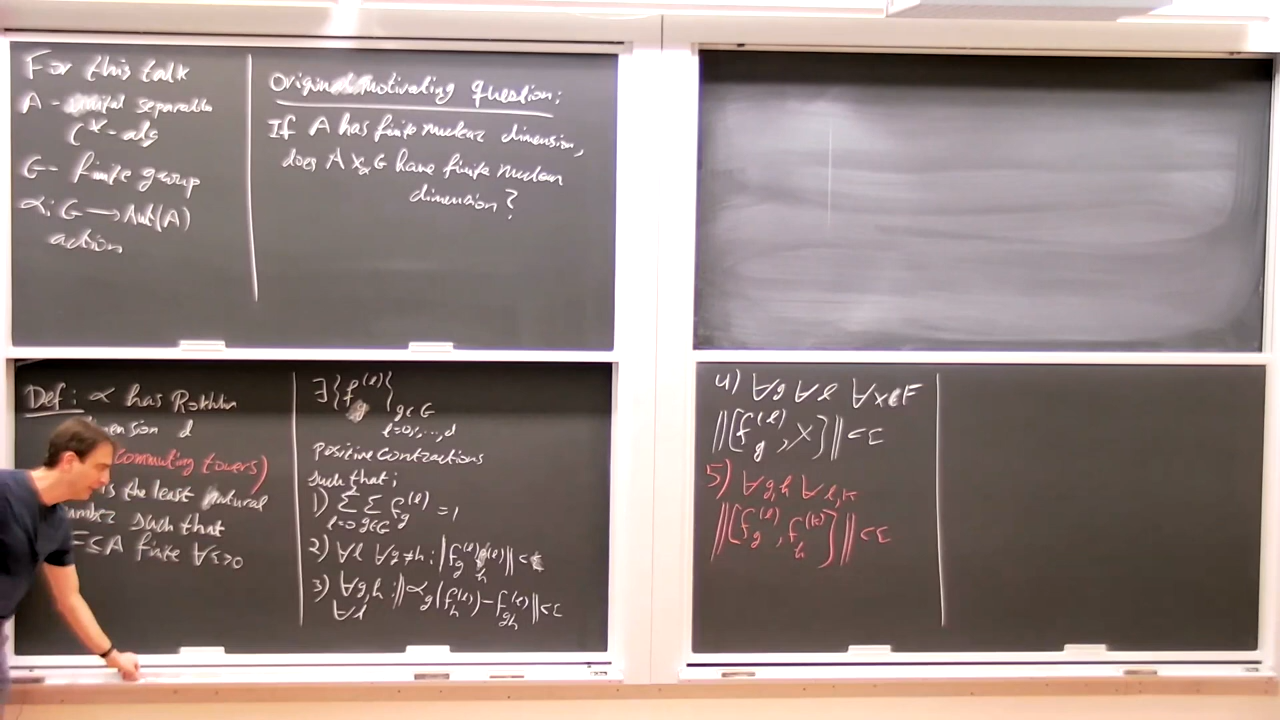 For this talk
A - unital separable
C*-alg
G - finite group
α: G → Aut(A)
action
Original motivating question:
If A has finite nuclear dimension,
does A ⋊_α G have finite nuclear
dimension?
Def: α has Rokhlin
dimension d
commuting towers)
is the least natural
number such that
F ⊆ A finite ∀ε>0
∃{f_g^{(l)}}_{g∈G, l=0,...,d}
positive contractions
such that:
1) Σ_{l=0} Σ_{g∈G} f_g^{(l)} = 1
2) ∀l ∀g≠h: ||f_g^{(l)} f_h^{(l)}|| < ε
3) ∀g,h: ||α_g(f_h^{(l)}) - f_{gh}^{(l)}|| < ε
∀l
4) ∀g ∀l ∀x∈F
||[f_g^{(l)}, x]|| < ε
5) ∀g,h ∀l,k
||[f_g^{(l)}, f_h^{(k)}]|| < ε